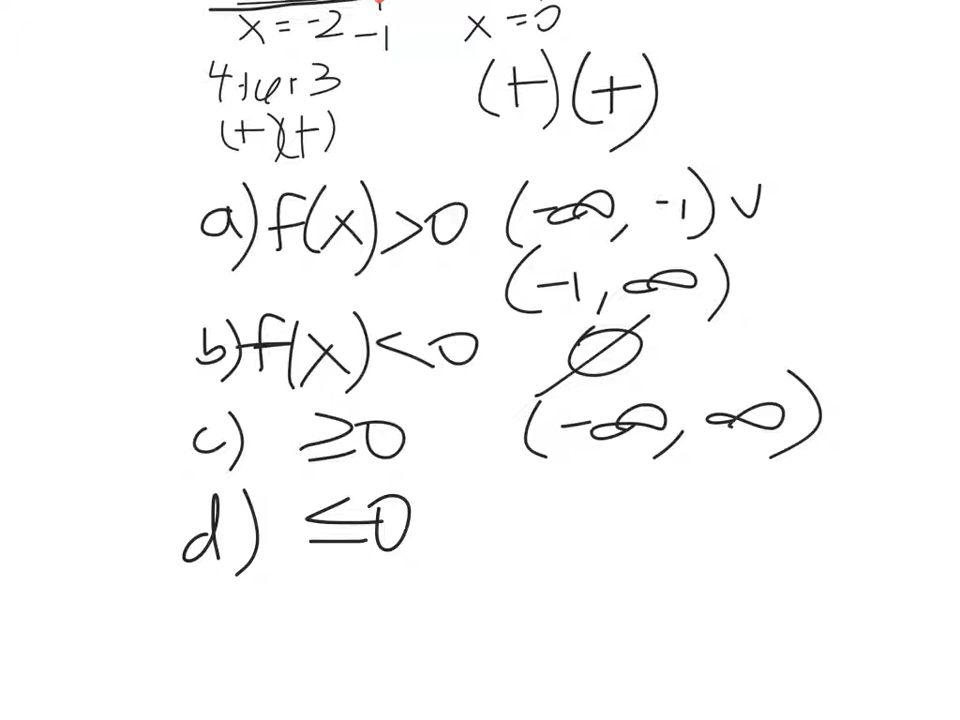 x = -2 -1 x = 0
4 + 6 + 3 (+)(+)
(+)(+)
a) f(x) > 0 (-∞, -1) ∪
(-1, ∞)
b) f(x) < 0 ∅
c) ≥ 0 (-∞, ∞)
d) ≤ 0